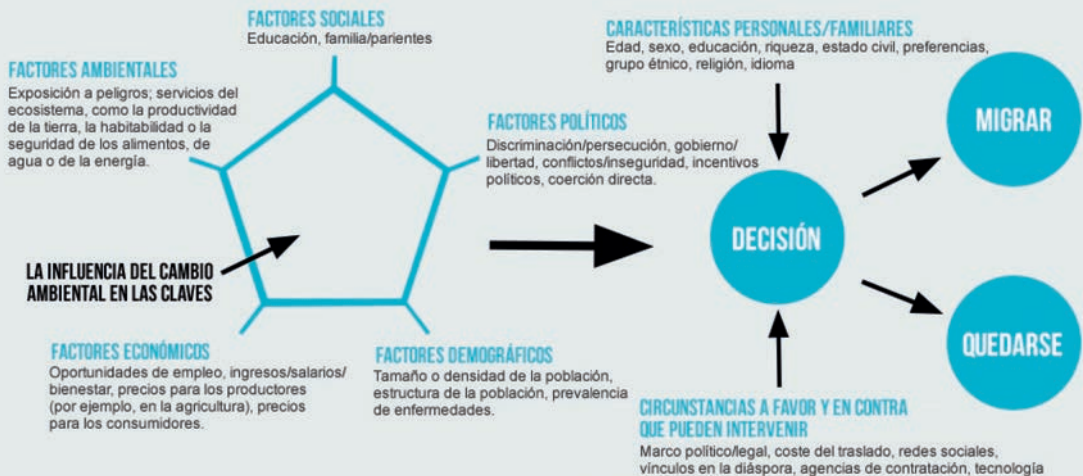 FACTORES SOCIALES
Educación, familia/parientes
FACTORES AMBIENTALES
Exposición a peligros; servicios del
ecosistema, como la productividad
de la tierra, la habitabilidad o la
seguridad de los alimentos, de
agua o de la energía.
FACTORES POLÍTICOS
Discriminación/persecución, gobierno/
libertad, conflictos/inseguridad, incentivos
políticos, coerción directa.
LA INFLUENCIA DEL CAMBIO
AMBIENTAL EN LAS CLAVES
FACTORES ECONÓMICOS
Oportunidades de empleo, ingresos/salarios/
bienestar, precios para los productores
(por ejemplo, en la agricultura), precios
para los consumidores.
FACTORES DEMOGRÁFICOS
Tamaño o densidad de la población,
estructura de la población, prevalencia
de enfermedades.
CARACTERÍSTICAS PERSONALES/FAMILIARES
Edad, sexo, educación, riqueza, estado civil, preferencias,
grupo étnico, religión, idioma
DECISIÓN
MIGRAR
QUEDARSE
CIRCUNSTANCIAS A FAVOR Y EN CONTRA
QUE PUEDEN INTERVENIR
Marco político/legal, coste del traslado, redes sociales,
vínculos en la diáspora, agencias de contratación, tecnología